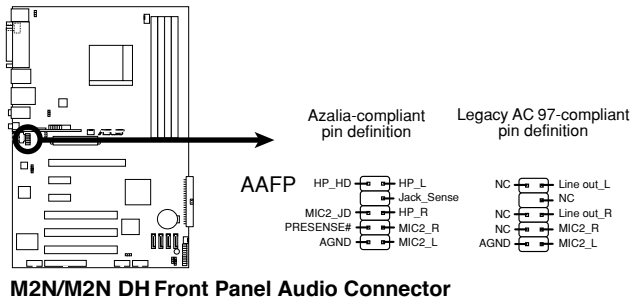 Azalia-compliant
pin definition
Legacy AC 97-compliant
pin definition
AAFP
HP_HD HP_L
Jack_Sense
MIC2_JD HP_R
PRESENSE# MIC2_R
AGND MIC2_L
NC Line out_L
NC
NC Line out_R
NC MIC2_R
AGND MIC2_L
M2N/M2N DH Front Panel Audio Connector